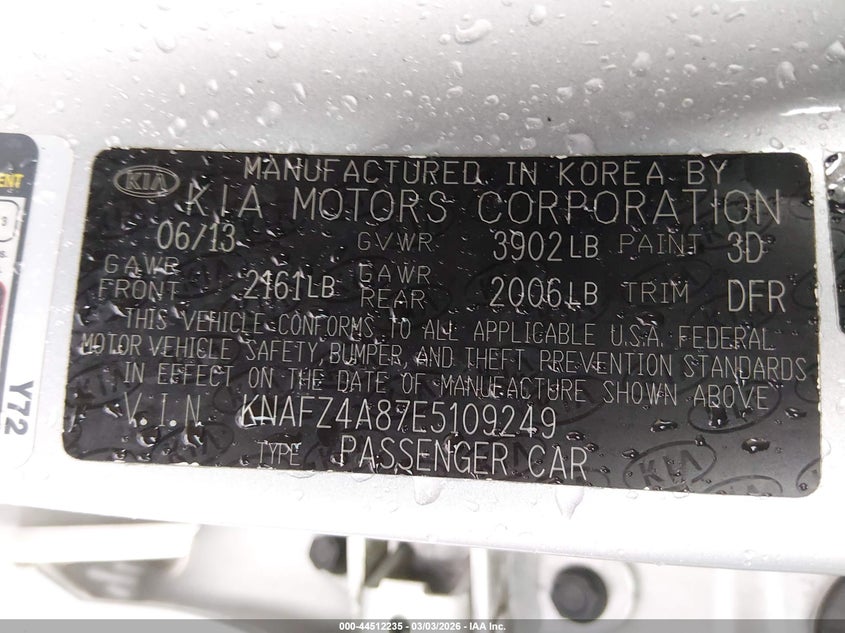 MANUFACTURED IN KOREA BY
KIA KIA MOTORS CORPORATION
06/13 GVWR 3902LB PAINT 3D
GAWR FRONT 2161LB GAWR REAR 2006LB TRIM DFR
THIS VEHICLE CONFORMS TO ALL APPLICABLE U.S.A. FEDERAL
MOTOR VEHICLE SAFETY, BUMPER, AND THEFT PREVENTION STANDARDS
IN EFFECT ON THE DATE OF MANUFACTURE SHOWN ABOVE
V.I.N. KNAFZ4A87E5109249
TYPE PASSENGER CAR
Y72
000-44512235 - 03/03/2026 - IAA Inc.